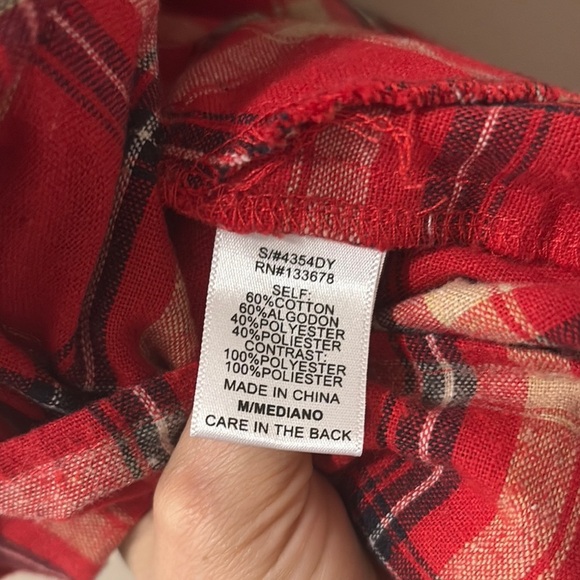 S/#4354DY
RN#133678
SELF:
60%COTTON
60%ALGODON
40%POLYESTER
40%POLIESTER
CONTRAST:
100%POLYESTER
100%POLIESTER
MADE IN CHINA
M/MEDIANO
CARE IN THE BACK